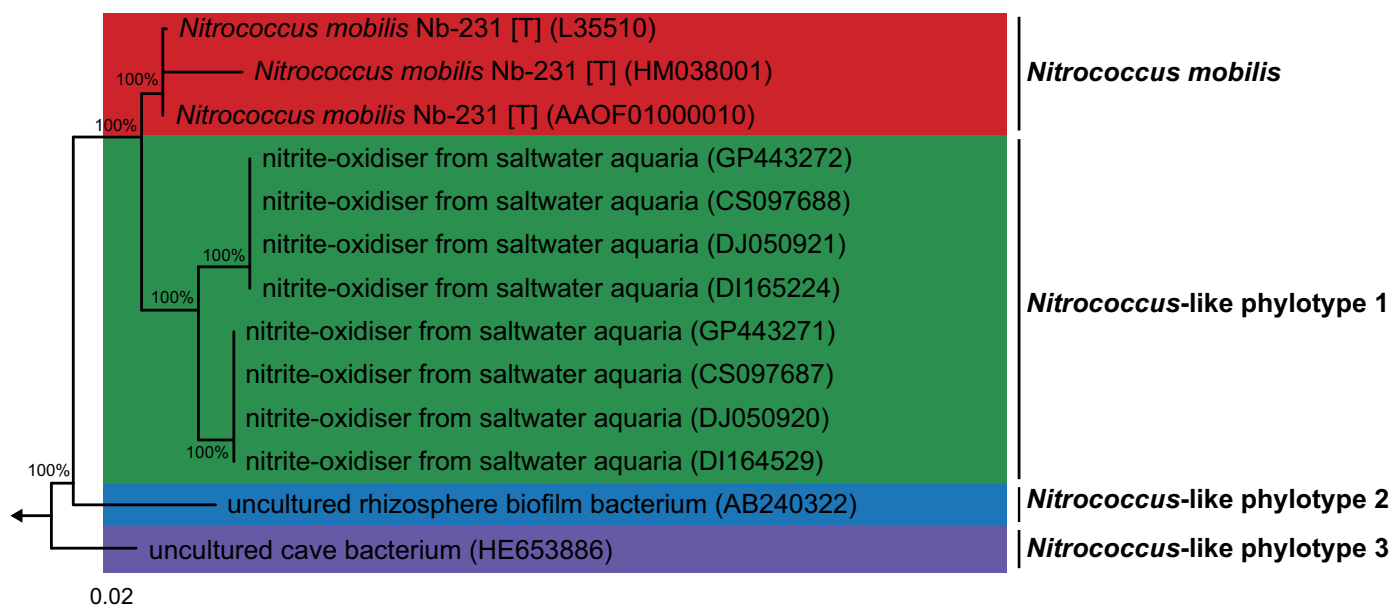 Nitrococcus mobilis Nb-231 [T] (L35510)
100%
Nitrococcus mobilis Nb-231 [T] (HM038001)
Nitrococcus mobilis
Nitrococcus mobilis Nb-231 [T] (AAOF01000010)
100%
nitrite-oxidiser from saltwater aquaria (GP443272)
nitrite-oxidiser from saltwater aquaria (CS097688)
nitrite-oxidiser from saltwater aquaria (DJ050921)
100%
nitrite-oxidiser from saltwater aquaria (DI165224)
100%
Nitrococcus-like phylotype 1
nitrite-oxidiser from saltwater aquaria (GP443271)
nitrite-oxidiser from saltwater aquaria (CS097687)
nitrite-oxidiser from saltwater aquaria (DJ050920)
100%
nitrite-oxidiser from saltwater aquaria (DI164529)
100%
uncultured rhizosphere biofilm bacterium (AB240322)
Nitrococcus-like phylotype 2
uncultured cave bacterium (HE653886)
Nitrococcus-like phylotype 3
0.02